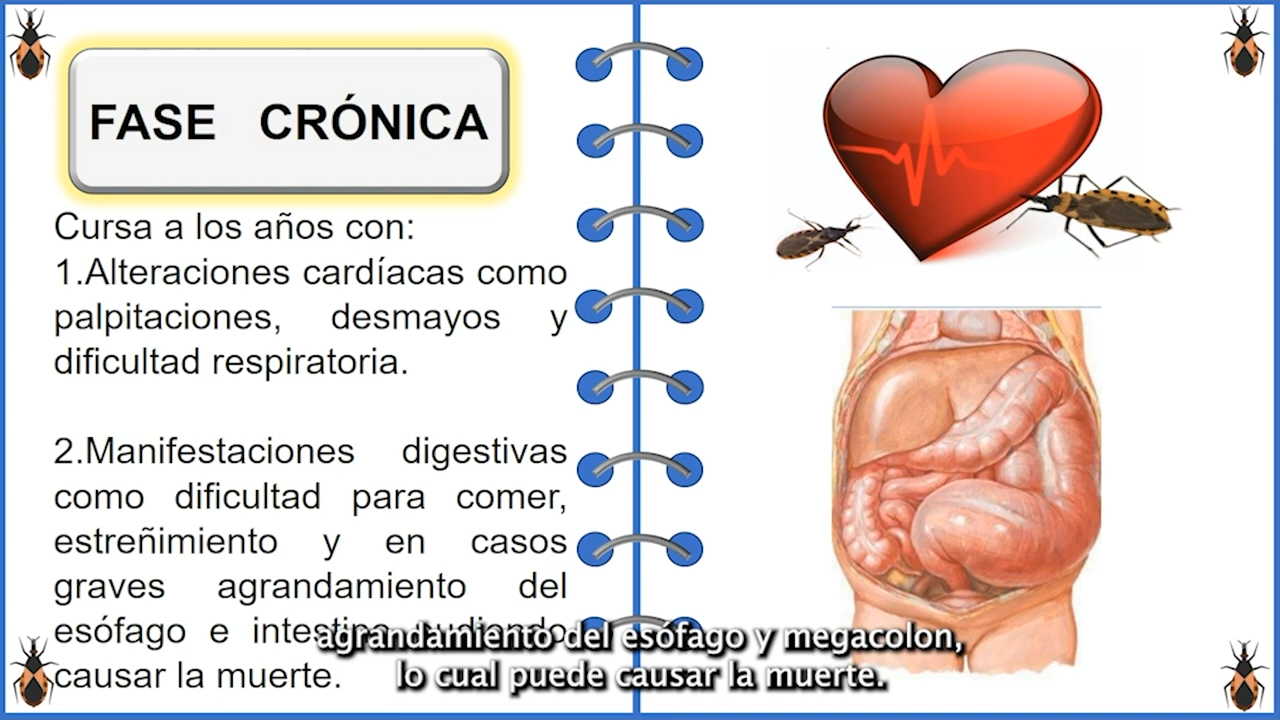 FASE CRÓNICA
Cursa a los años con:
1.Alteraciones cardíacas como
palpitaciones, desmayos y
dificultad respiratoria.
2.Manifestaciones digestivas
como dificultad para comer,
estreñimiento y en casos
graves agrandamiento del
esófago e intestino pudiendo
causar la muerte.
agrandamiento del esófago y megacolon,
lo cual puede causar la muerte.